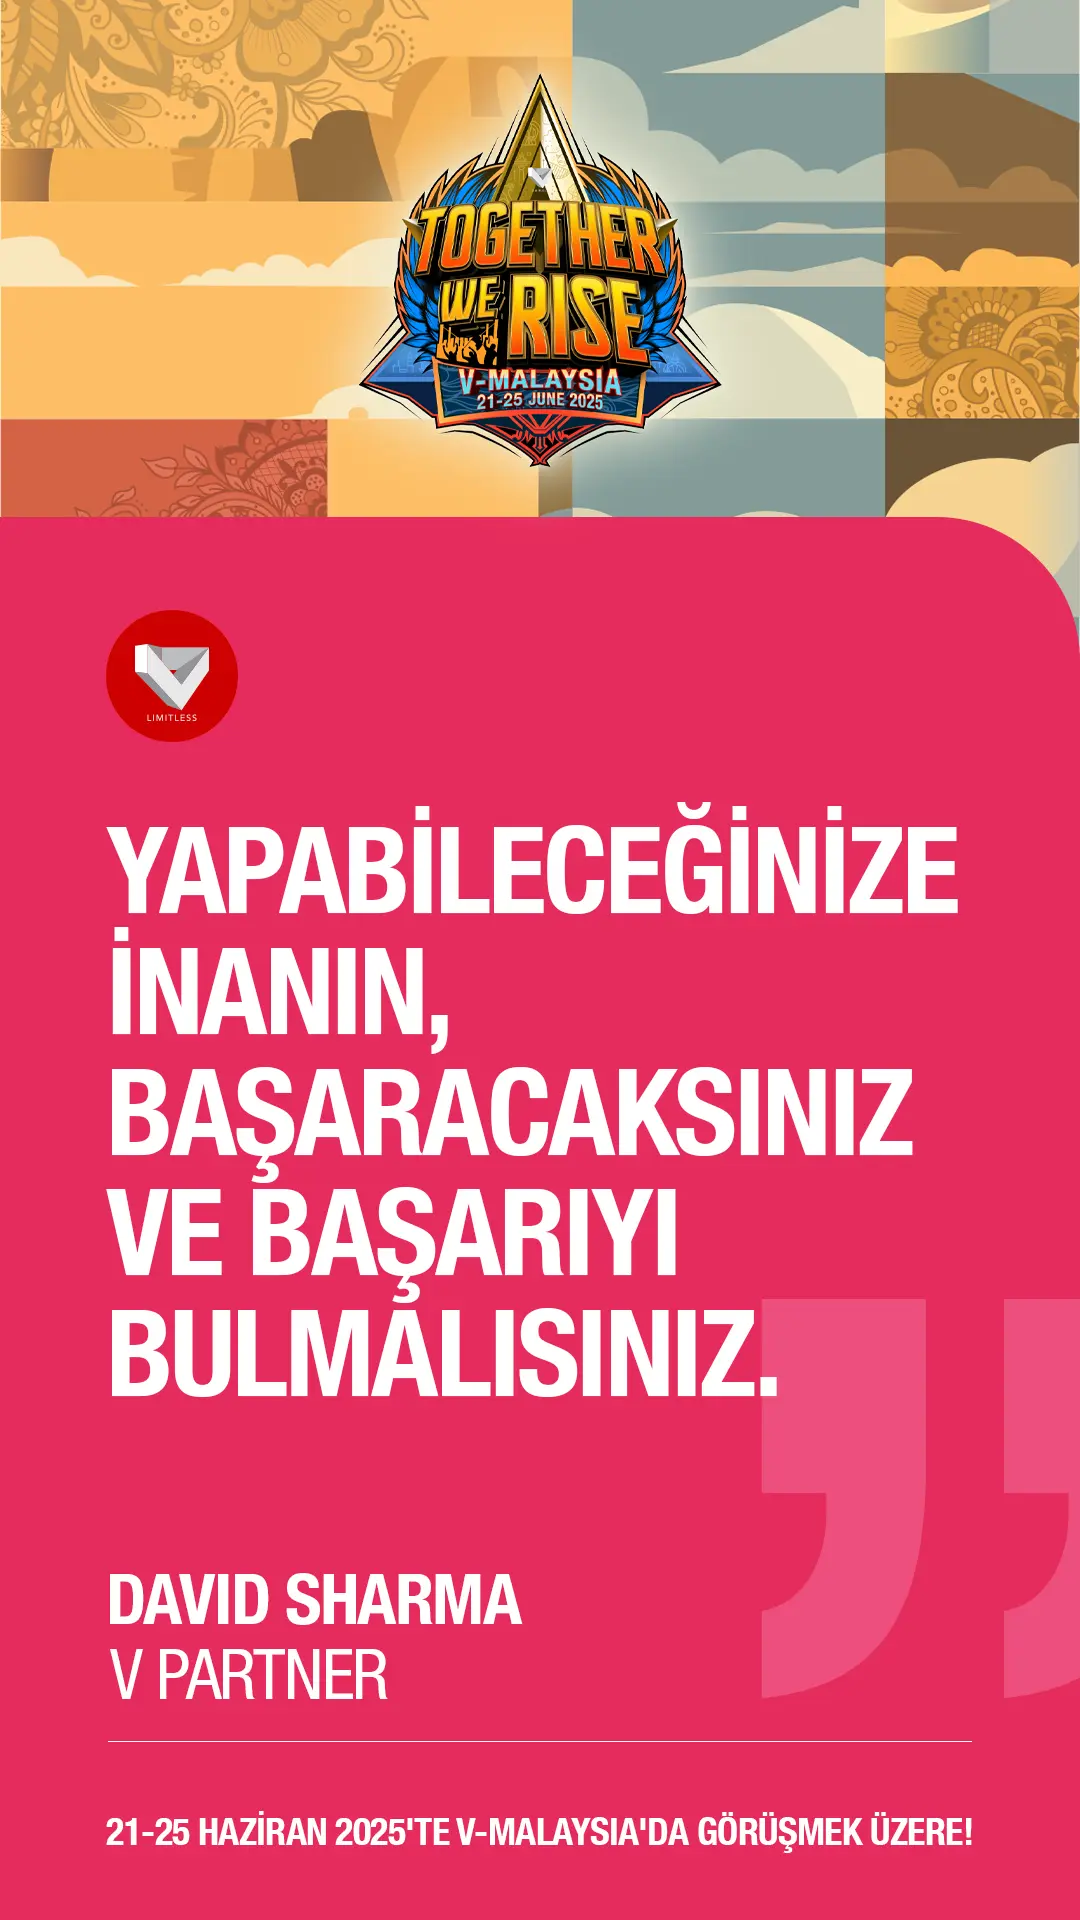 TOGETHER
WE RISE
V-MALAYSIA
21-25 JUNE 2025
LIMITLESS
YAPABİLECEĞİNİZE
İNANIN,
BAŞARACAKSINIZ
VE BAŞARIYI
BULMALISINIZ.
DAVID SHARMA
V PARTNER
21-25 HAZİRAN 2025'TE V-MALAYSIA'DA GÖRÜŞMEK ÜZERE!